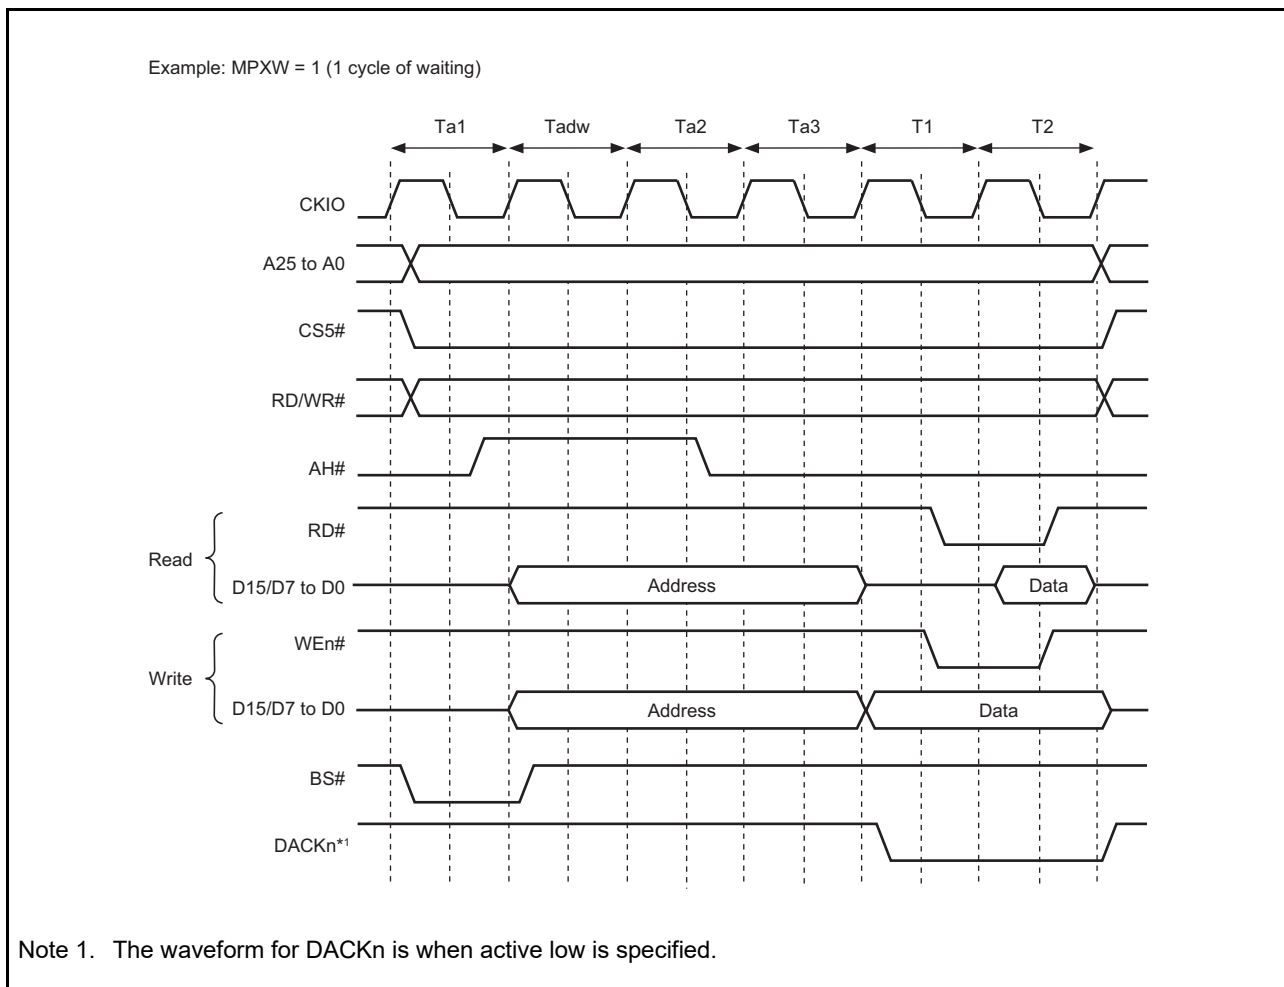 Example: MPXW = 1 (1 cycle of waiting)
Ta1 Tadw Ta2 Ta3 T1 T2
CKIO
A25 to A0
CS5#
RD/WR#
AH#
RD#
Read
D15/D7 to D0 Address Data
WEn#
Write
D15/D7 to D0 Address Data
BS#
DACKn*1
Note 1. The waveform for DACKn is when active low is specified.